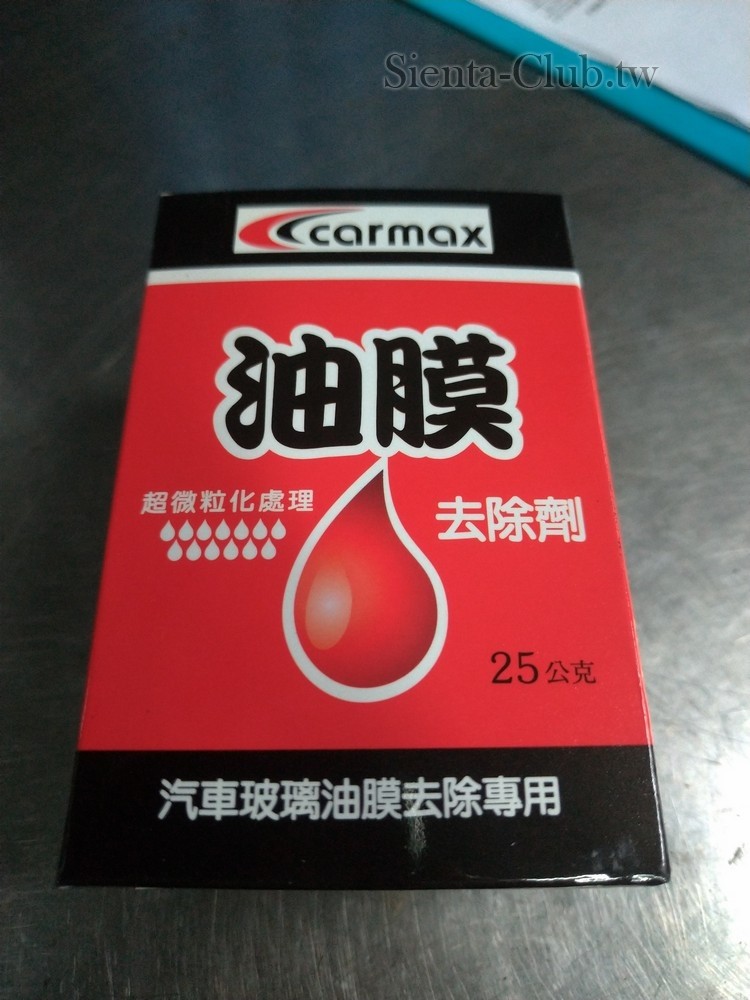 Sienta-Club.tw
carmax
油膜
超微粒化處理
去除劑
25公克
汽車玻璃油膜去除專用